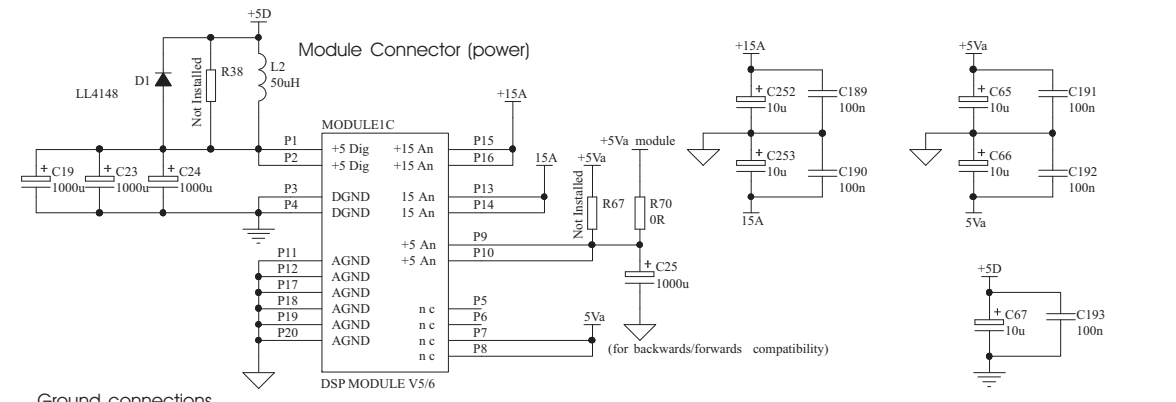 +5D
Module Connector (power)
D1
LL4148
Not Installed
R38
L2
50uH
+15A
MODULE1C
P1
+5 Dig
+15 An
P15
P2
+5 Dig
+15 An
P16
+ C19
1000u
+ C23
1000u
+ C24
1000u
P3
DGND
15 An
P13
P4
DGND
15 An
P14
15A
+5Va module
+5Va
Not Installed
R67
R70
0R
+5 An
P9
P11
AGND
+5 An
P10
P12
AGND
P17
AGND
P18
AGND
n c
P5
P19
AGND
n c
P6
P20
AGND
n c
P7
n c
P8
+ C25
1000u
5Va
(for backwards/forwards compatibility)
DSP MODULE V5/6
+15A
+ C252
10u
C189
100n
+ C253
10u
C190
100n
15A
+5Va
+ C65
10u
C191
100n
+ C66
10u
C192
100n
5Va
+5D
+ C67
10u
C193
100n
Ground connections